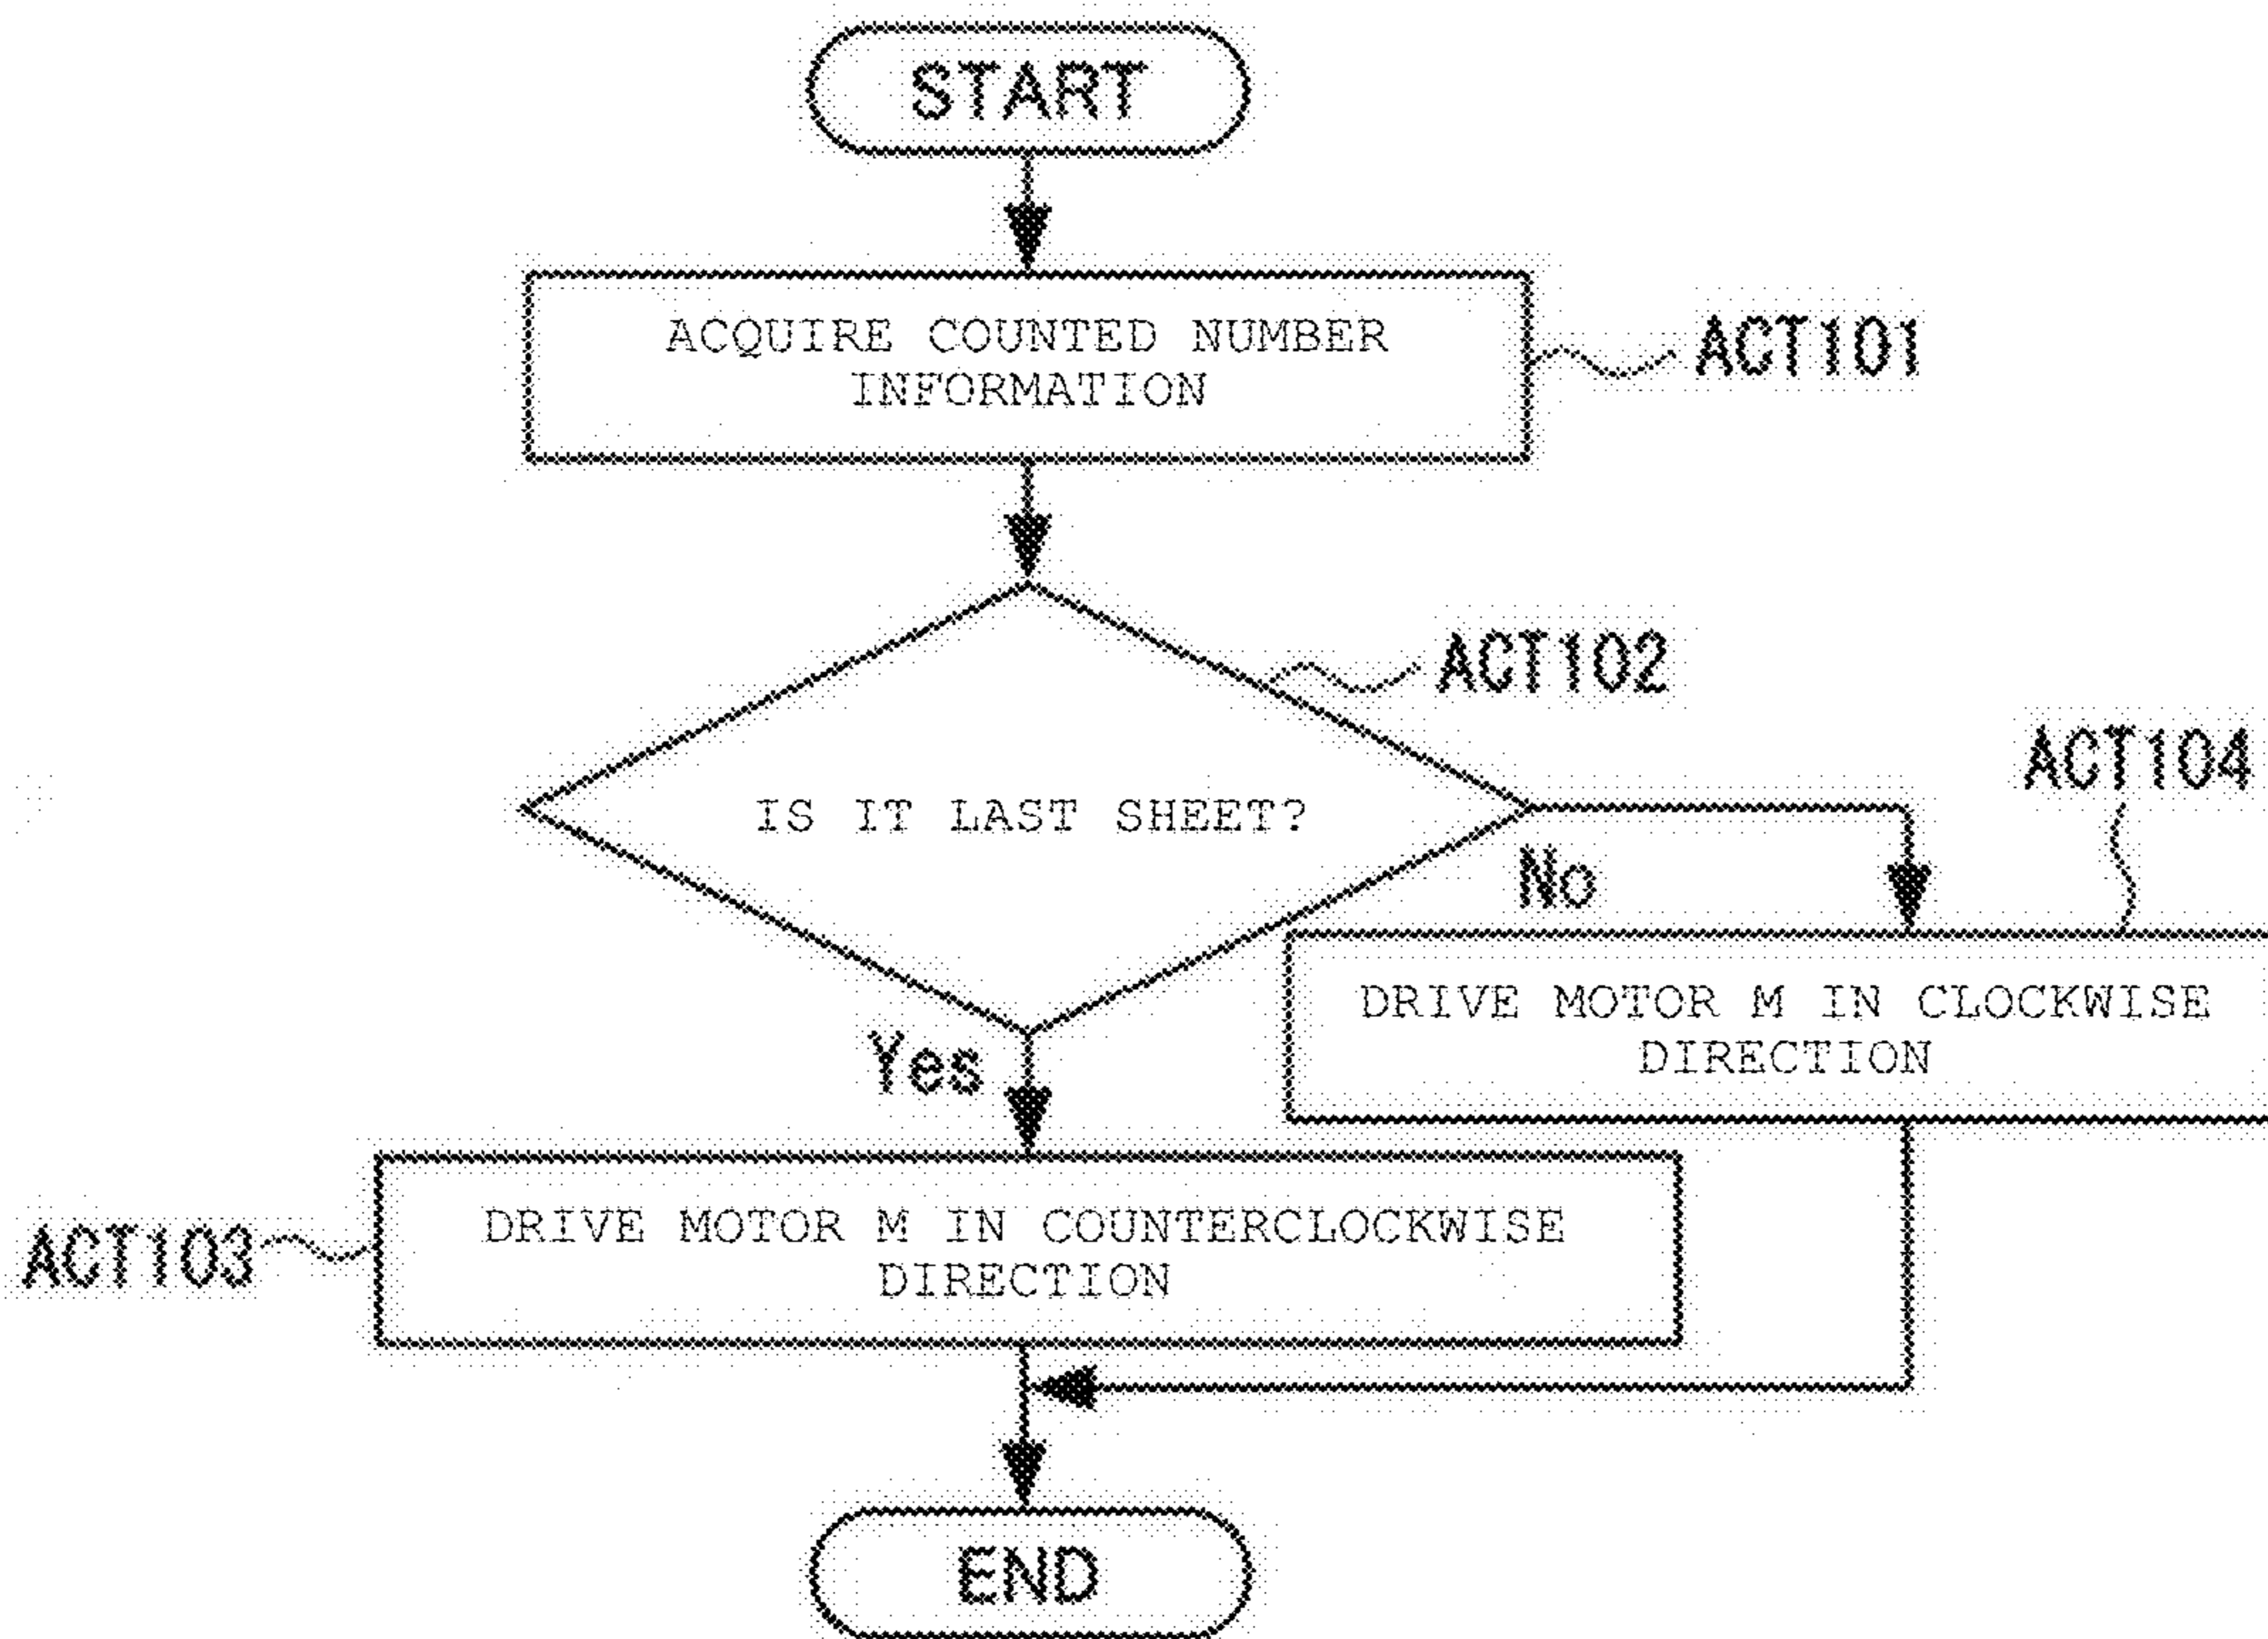 START
ACQUIRE COUNTED NUMBER
INFORMATION
ACT101
ACT102
IS IT LAST SHEET?
No
ACT104
DRIVE MOTOR M IN CLOCKWISE
DIRECTION
Yes
DRIVE MOTOR M IN COUNTERCLOCKWISE
DIRECTION
ACT103
END